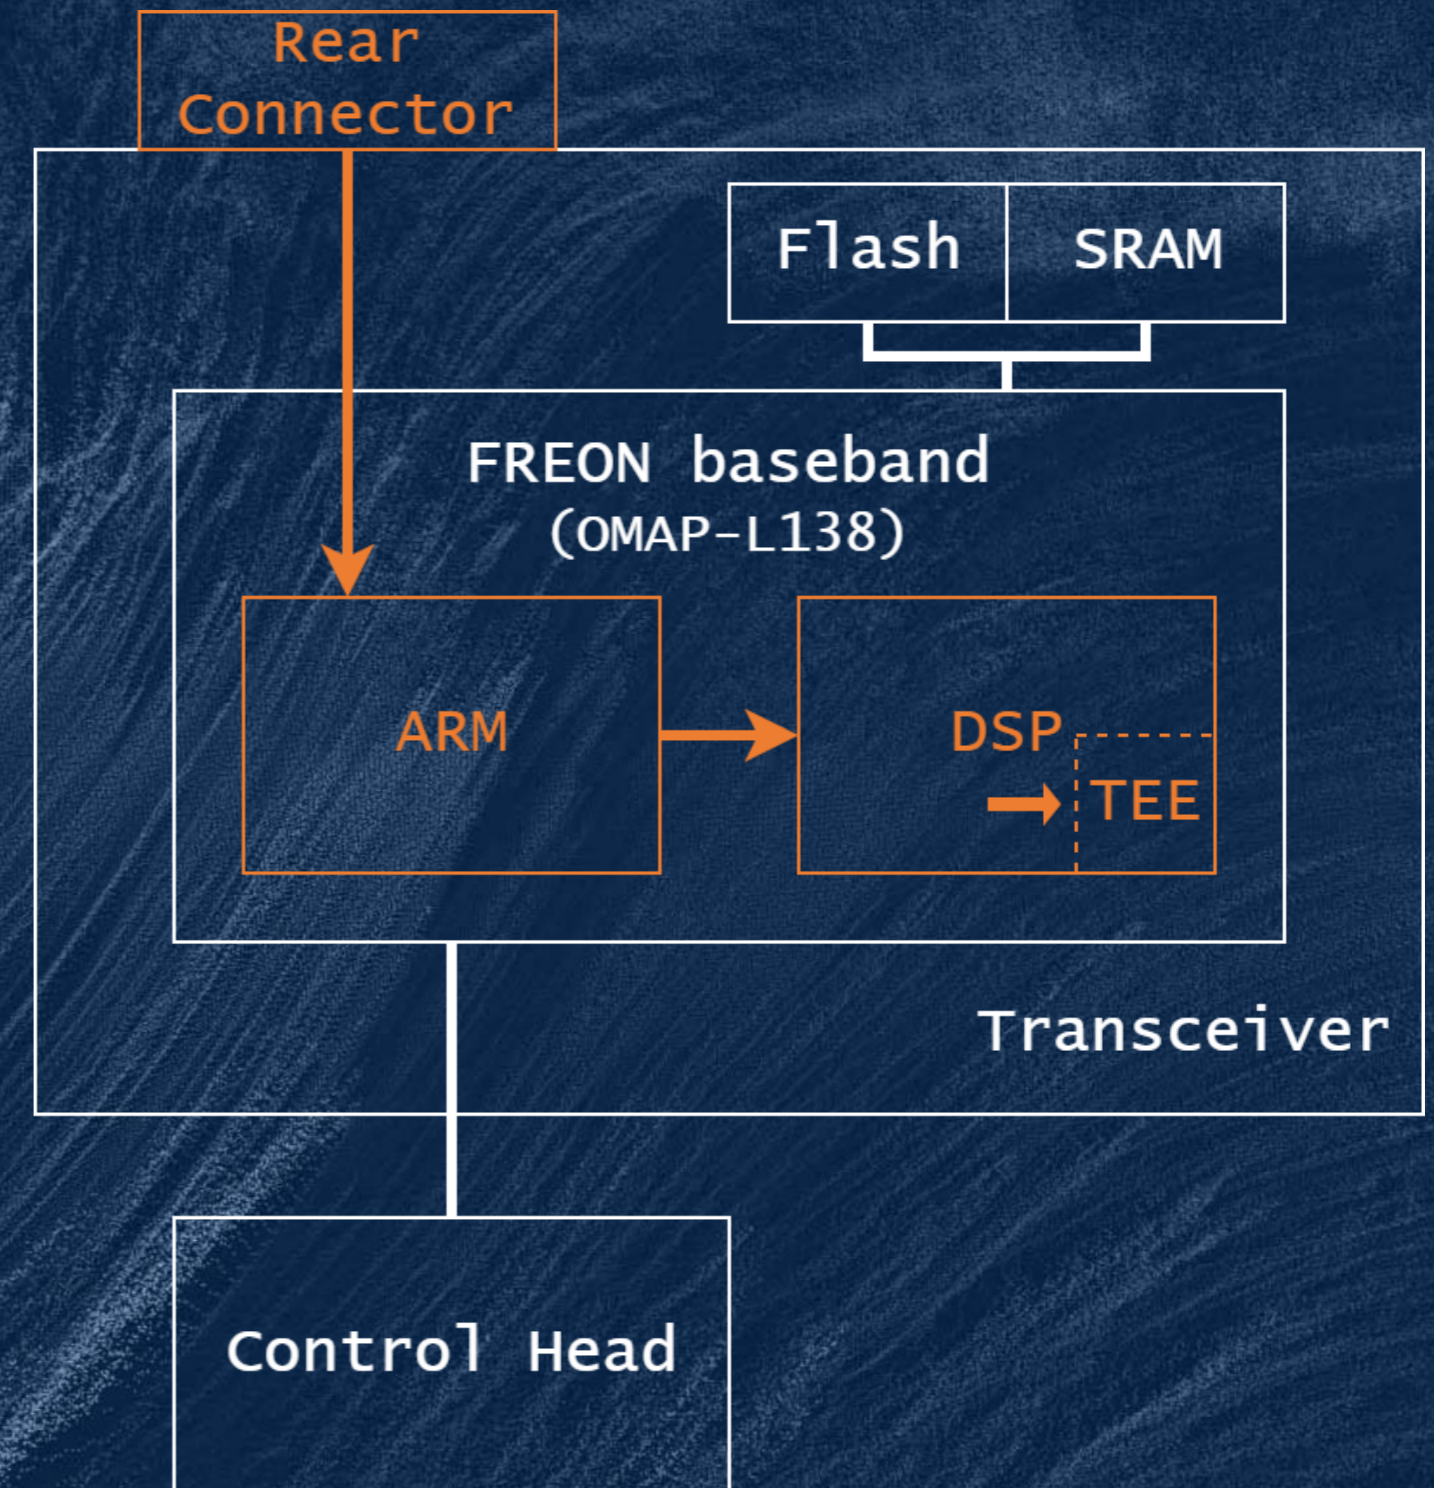 Rear
Connector
Flash
SRAM
FREON baseband
(OMAP-L138)
ARM
DSP
TEE
Transceiver
Control Head